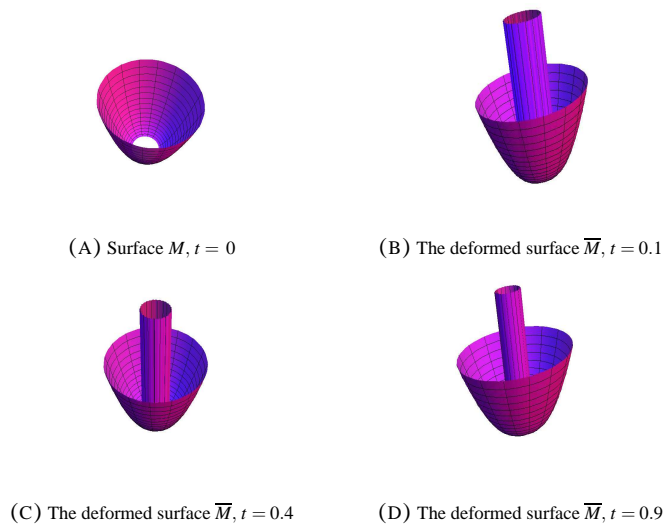 (A) Surface M, t = 0
(B) The deformed surface M̅, t = 0.1
(C) The deformed surface M̅, t = 0.4
(D) The deformed surface M̅, t = 0.9